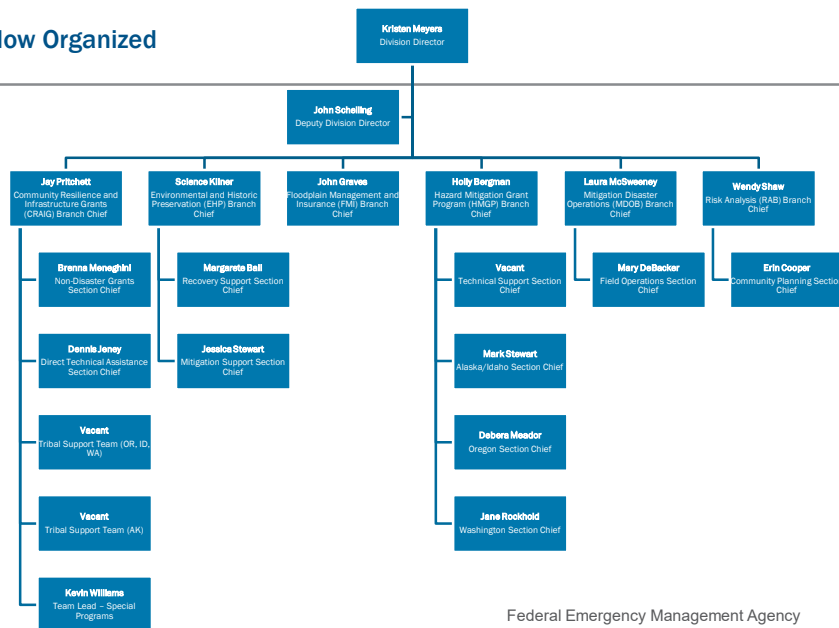 low Organized
Kristen Meyers
Division Director
John Schelling
Deputy Division Director
Jay Pritchett
Community Resilience and
Infrastructure Grants
(CRAIG) Branch Chief
Science Kilner
Environmental and Historic
Preservation (EHP) Branch
Chief
John Graves
Floodplain Management and
Insurance (FMI) Branch
Chief
Holly Bergman
Hazard Mitigation Grant
Program (HMGP) Branch
Chief
Laura McSweeney
Mitigation Disaster
Operations (MDOB) Branch
Chief
Wendy Shaw
Risk Analysis (RAB) Branch
Chief
Brenna Meneghini
Non-Disaster Grants
Section Chief
Margarete Ball
Recovery Support Section
Chief
Vacant
Technical Support Section
Chief
Mary DeBacker
Field Operations Section
Chief
Erin Cooper
Community Planning Section
Chief
Dennis Jeney
Direct Technical Assistance
Section Chief
Jessica Stewart
Mitigation Support Section
Chief
Mark Stewart
Alaska/Idaho Section Chief
Vacant
Tribal Support Team (OR, ID,
WA)
Debera Meador
Oregon Section Chief
Vacant
Tribal Support Team (AK)
Jane Rockhold
Washington Section Chief
Kevin Williams
Team Lead – Special
Programs
Federal Emergency Management Agency